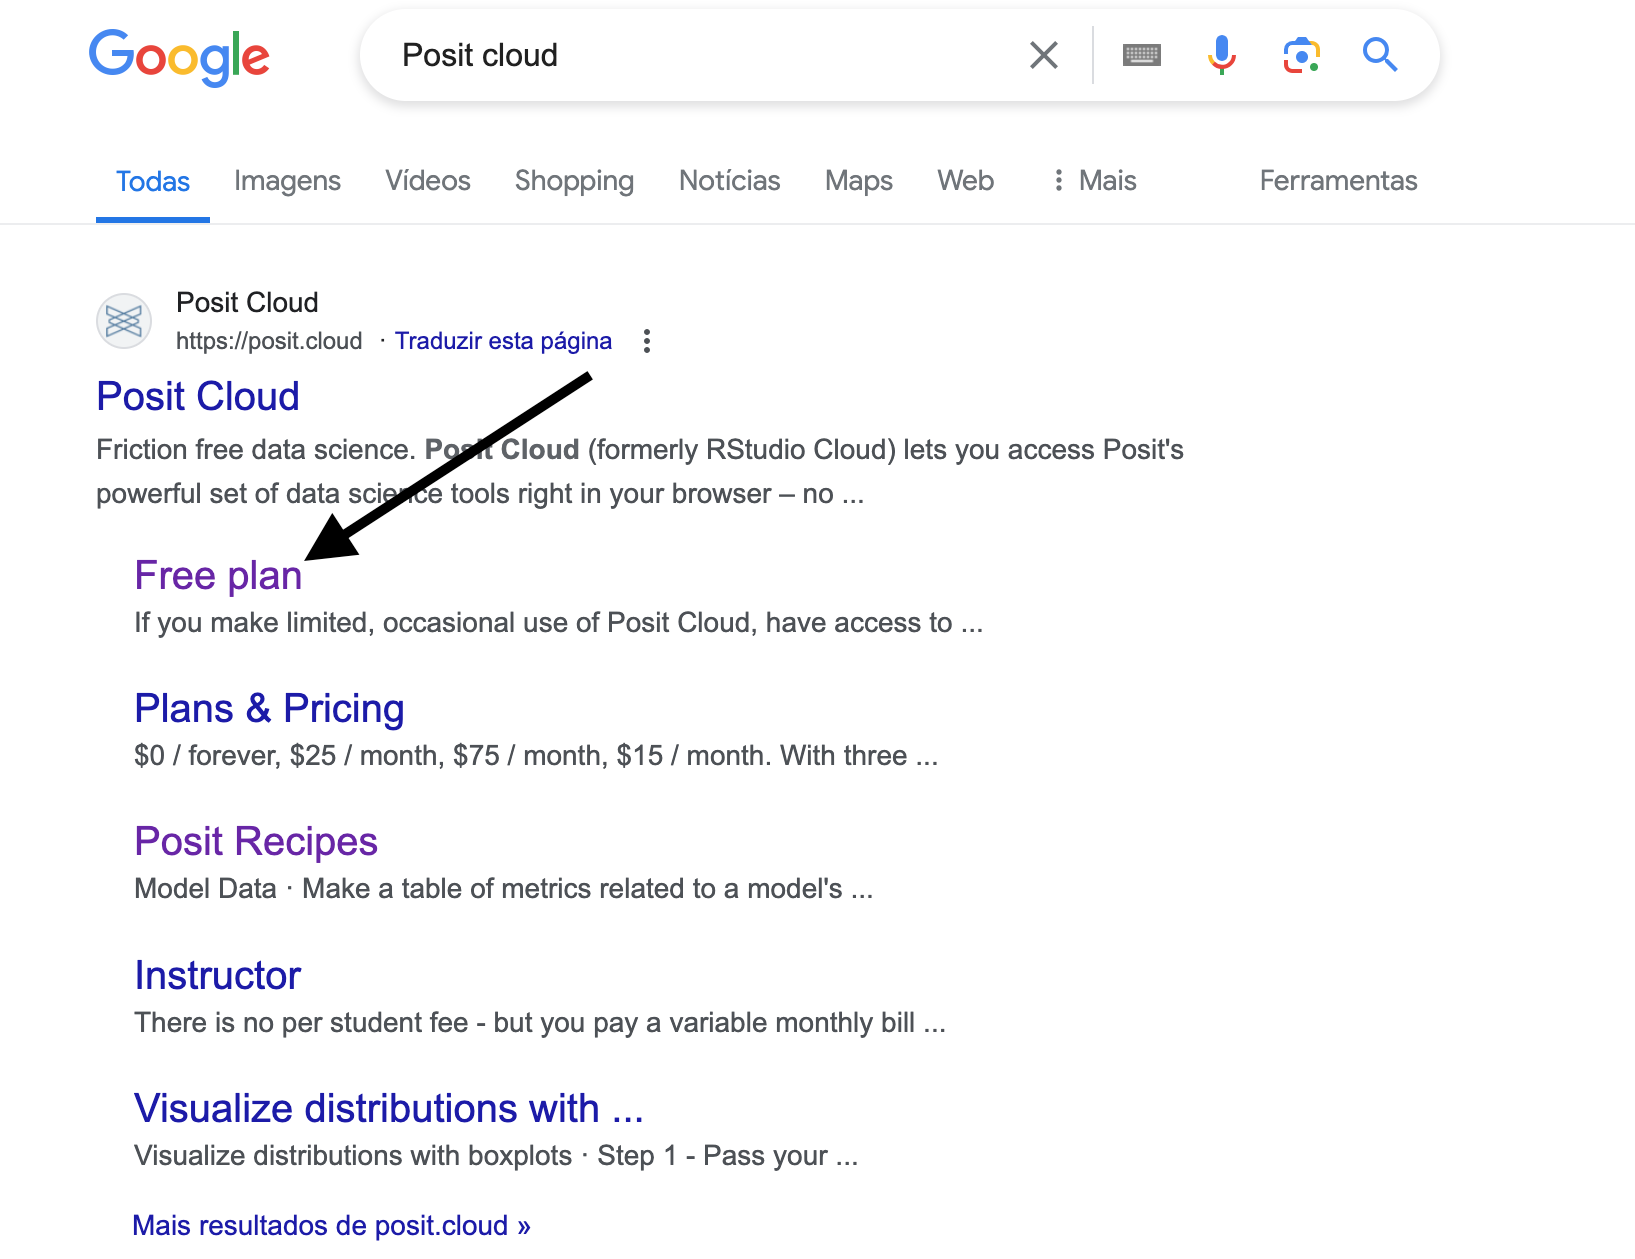 Google
Posit cloud
Todas Imagens Vídeos Shopping Notícias Maps Web Mais Ferramentas
Posit Cloud
https://posit.cloud · Traduzir esta página
Posit Cloud
Friction free data science. Posit Cloud (formerly RStudio Cloud) lets you access Posit's
powerful set of data science tools right in your browser – no ...
Free plan
If you make limited, occasional use of Posit Cloud, have access to ...
Plans & Pricing
$0 / forever, $25 / month, $75 / month, $15 / month. With three ...
Posit Recipes
Model Data · Make a table of metrics related to a model's ...
Instructor
There is no per student fee - but you pay a variable monthly bill ...
Visualize distributions with ...
Visualize distributions with boxplots · Step 1 - Pass your ...
Mais resultados de posit.cloud »